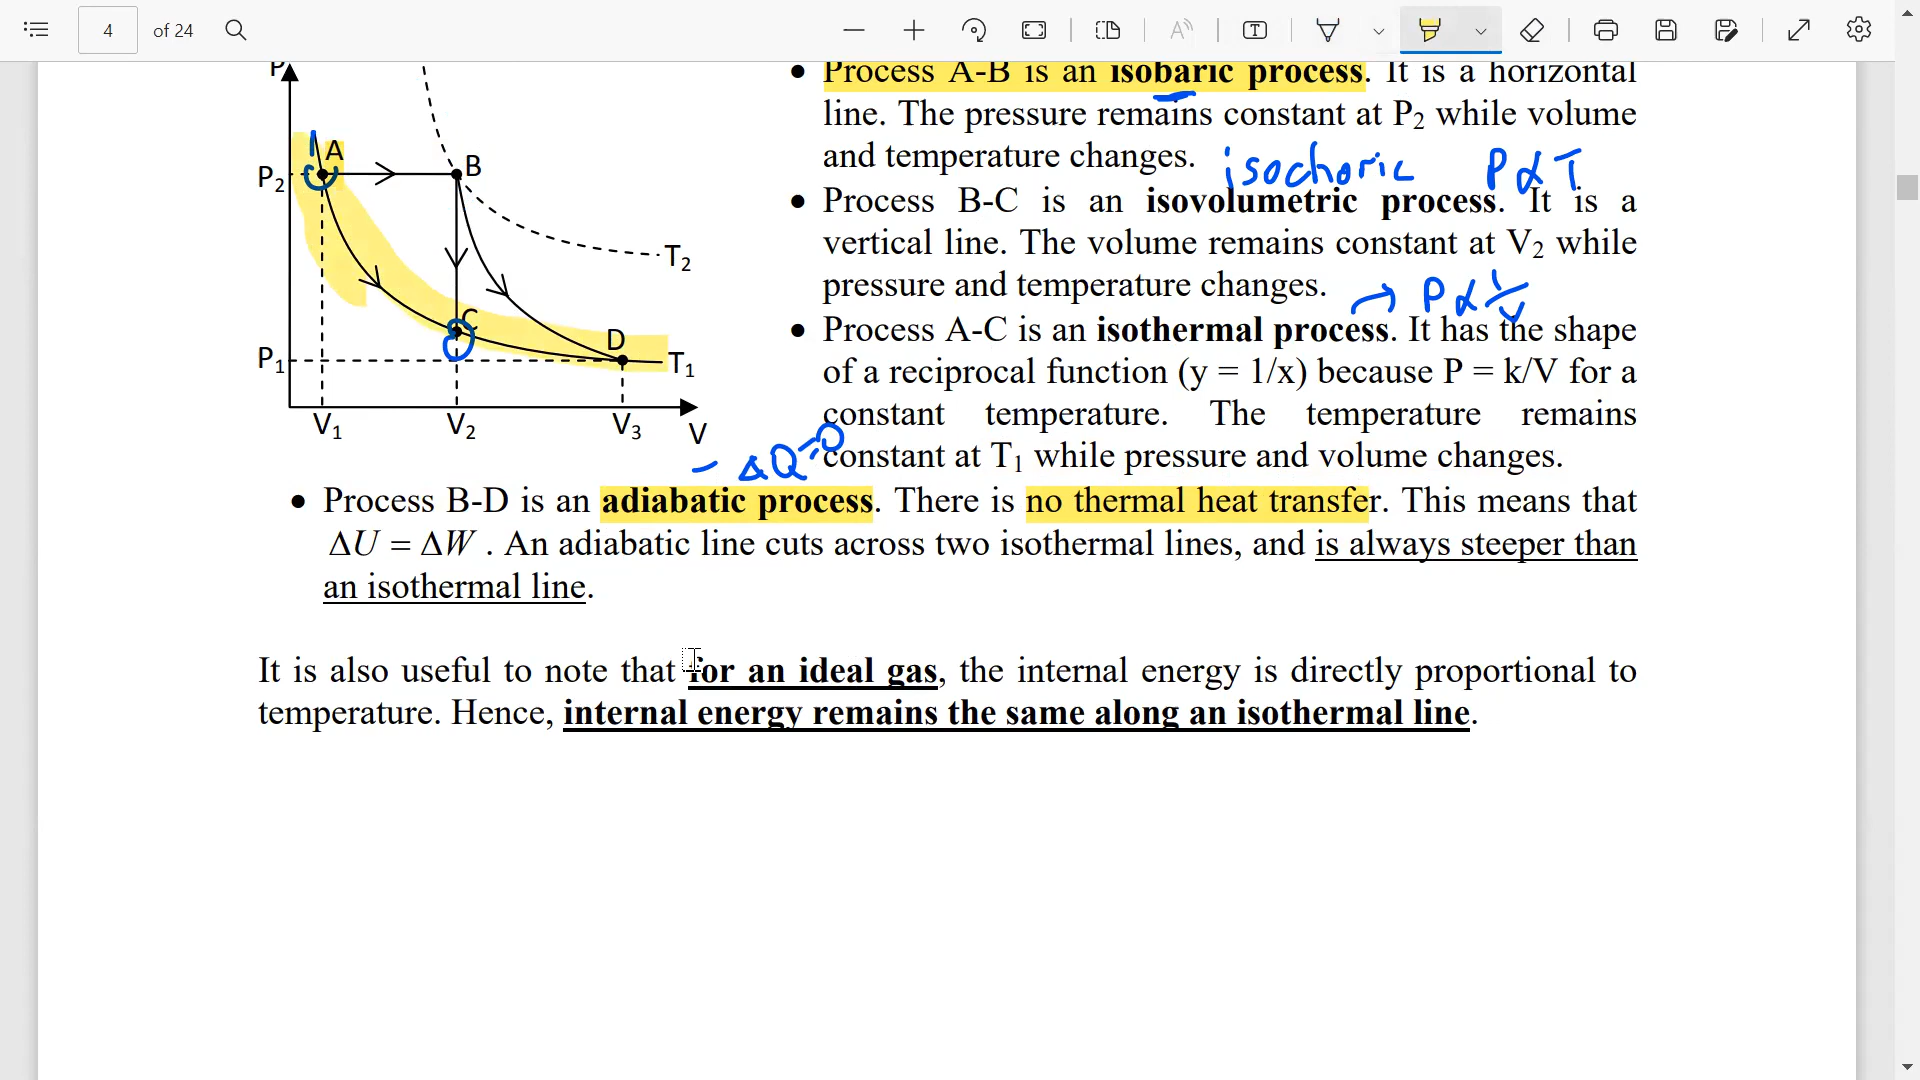 4 of 24
P
• Process A-B is an isobaric process. It is a horizontal
line. The pressure remains constant at P₂ while volume
and temperature changes.
isochoric P ∝ T
• Process B-C is an isovolumetric process. It is a
vertical line. The volume remains constant at V₂ while
pressure and temperature changes.
→ P ∝ 1/V
• Process A-C is an isothermal process. It has the shape
of a reciprocal function (y = 1/x) because P = k/V for a
constant temperature. The temperature remains
constant at T₁ while pressure and volume changes.
A
B
P₂
T₂
C
D
P₁
T₁
V₁ V₂ V₃ V
- ΔQ=0
• Process B-D is an adiabatic process. There is no thermal heat transfer. This means that
ΔU = ΔW . An adiabatic line cuts across two isothermal lines, and is always steeper than
an isothermal line.
It is also useful to note that for an ideal gas, the internal energy is directly proportional to
temperature. Hence, internal energy remains the same along an isothermal line.